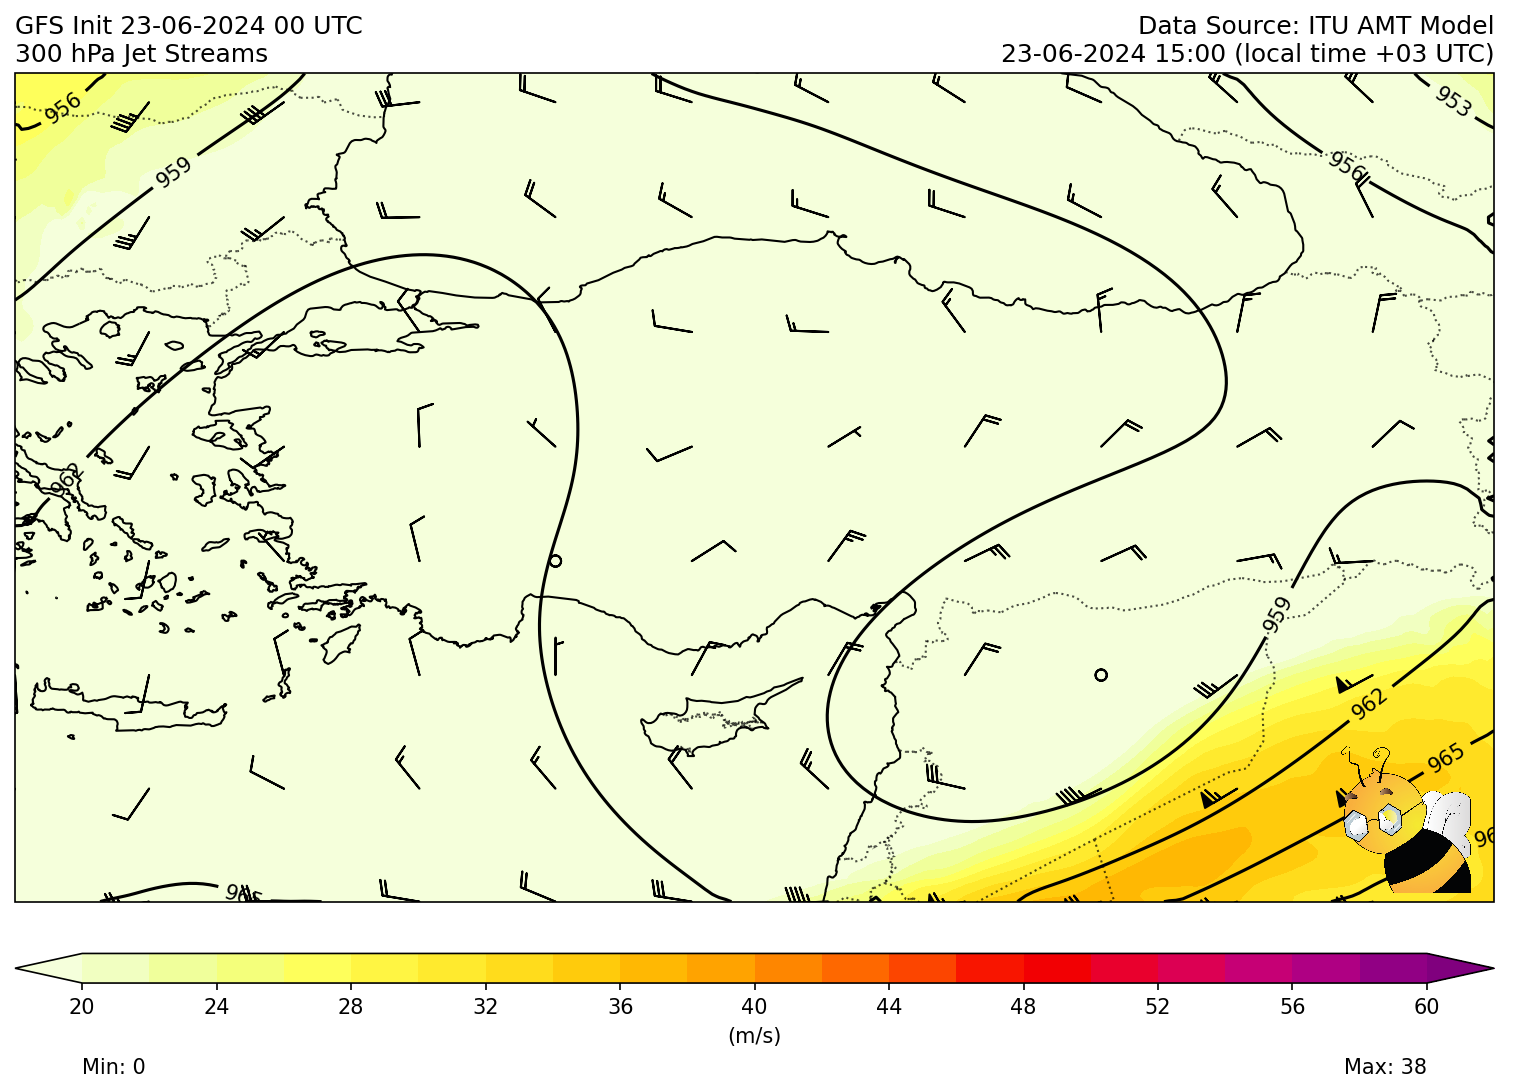 GFS Init 23-06-2024 00 UTC
300 hPa Jet Streams
Data Source: ITU AMT Model
23-06-2024 15:00 (local time +03 UTC)
956
959
953
956
962
959
962
965
965
20
24
28
32
36
40
44
48
52
56
60
(m/s)
Min: 0
Max: 38